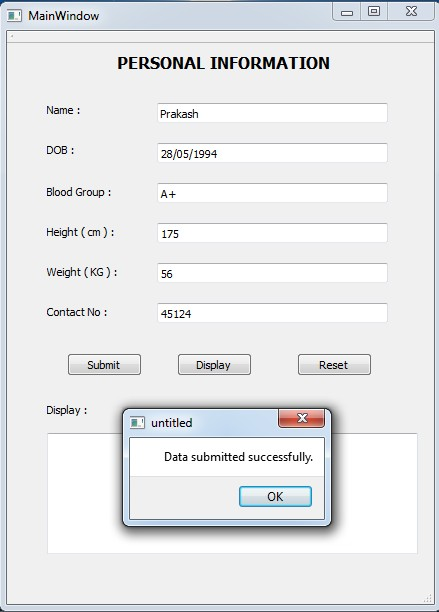 MainWindow
PERSONAL INFORMATION
Name : Prakash
DOB : 28/05/1994
Blood Group : A+
Height ( cm ) : 175
Weight ( KG ) : 56
Contact No : 45124
Submit Display Reset
Display :
untitled
Data submitted successfully.
OK